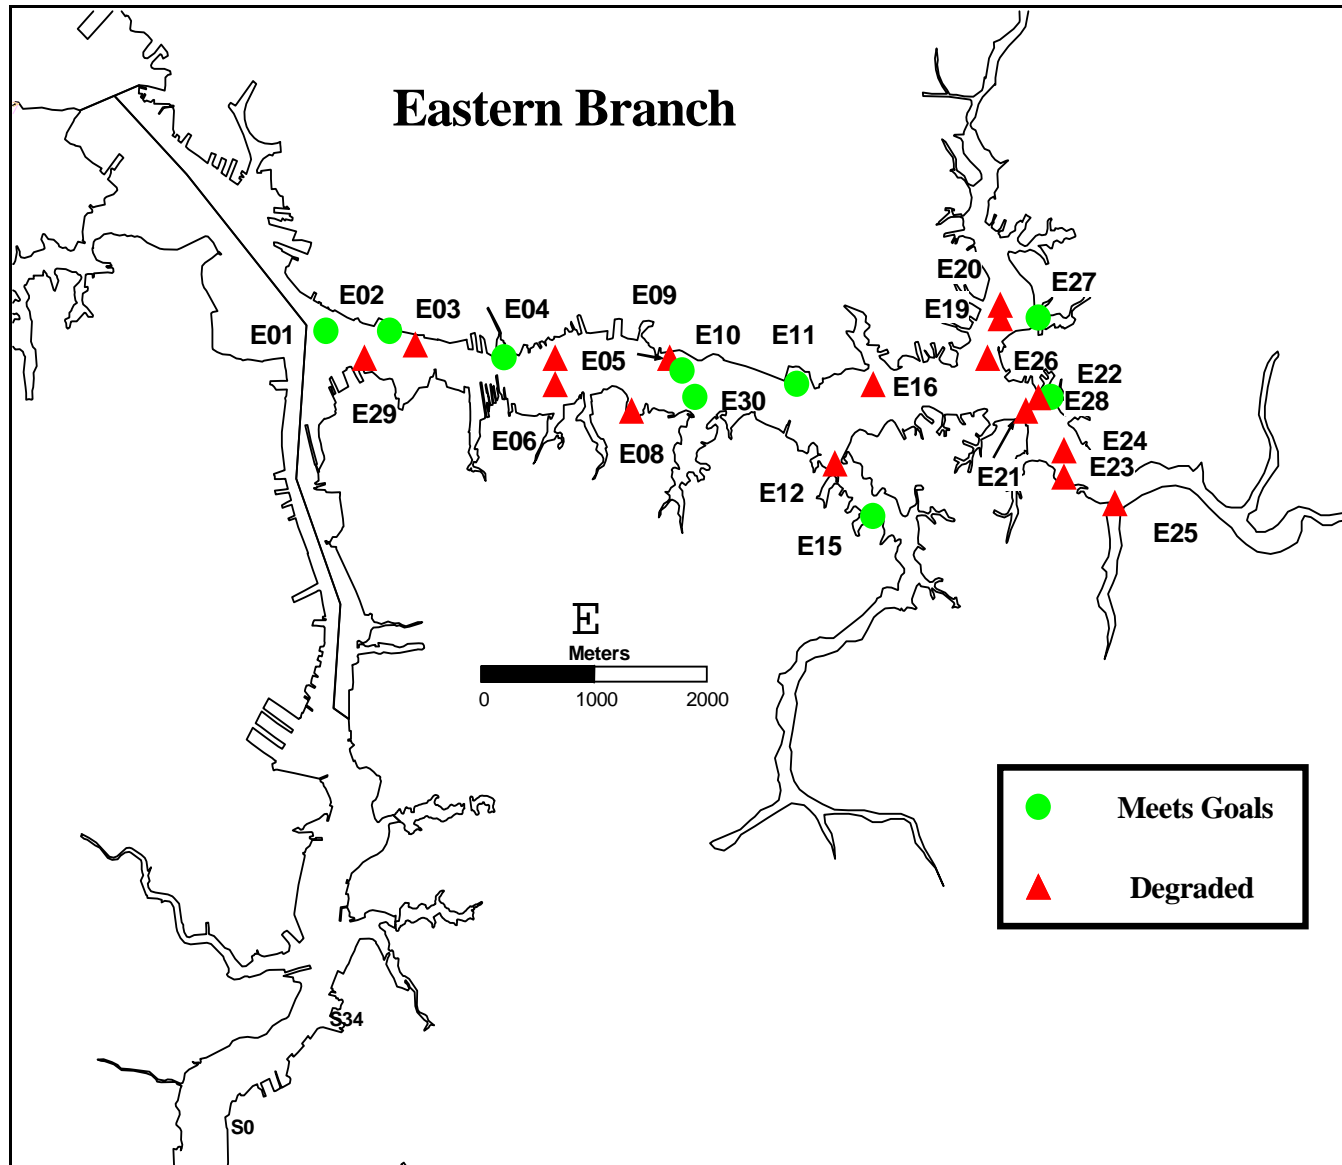 Eastern Branch
E20
E27
E02
E03
E04
E09
E19
E01
E10
E11
E05
E26
E22
E16
E28
E29
E30
E06
E08
E24
E21
E23
E12
E15
E25
E
Meters
0 1000 2000
Meets Goals
Degraded
S34
S0